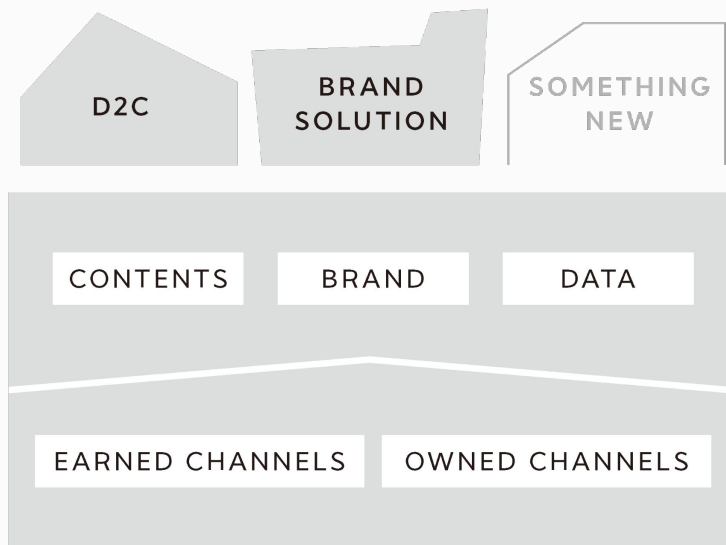 D2C
BRAND
SOLUTION
SOMETHING
NEW
CONTENTS
BRAND
DATA
EARNED CHANNELS
OWNED CHANNELS